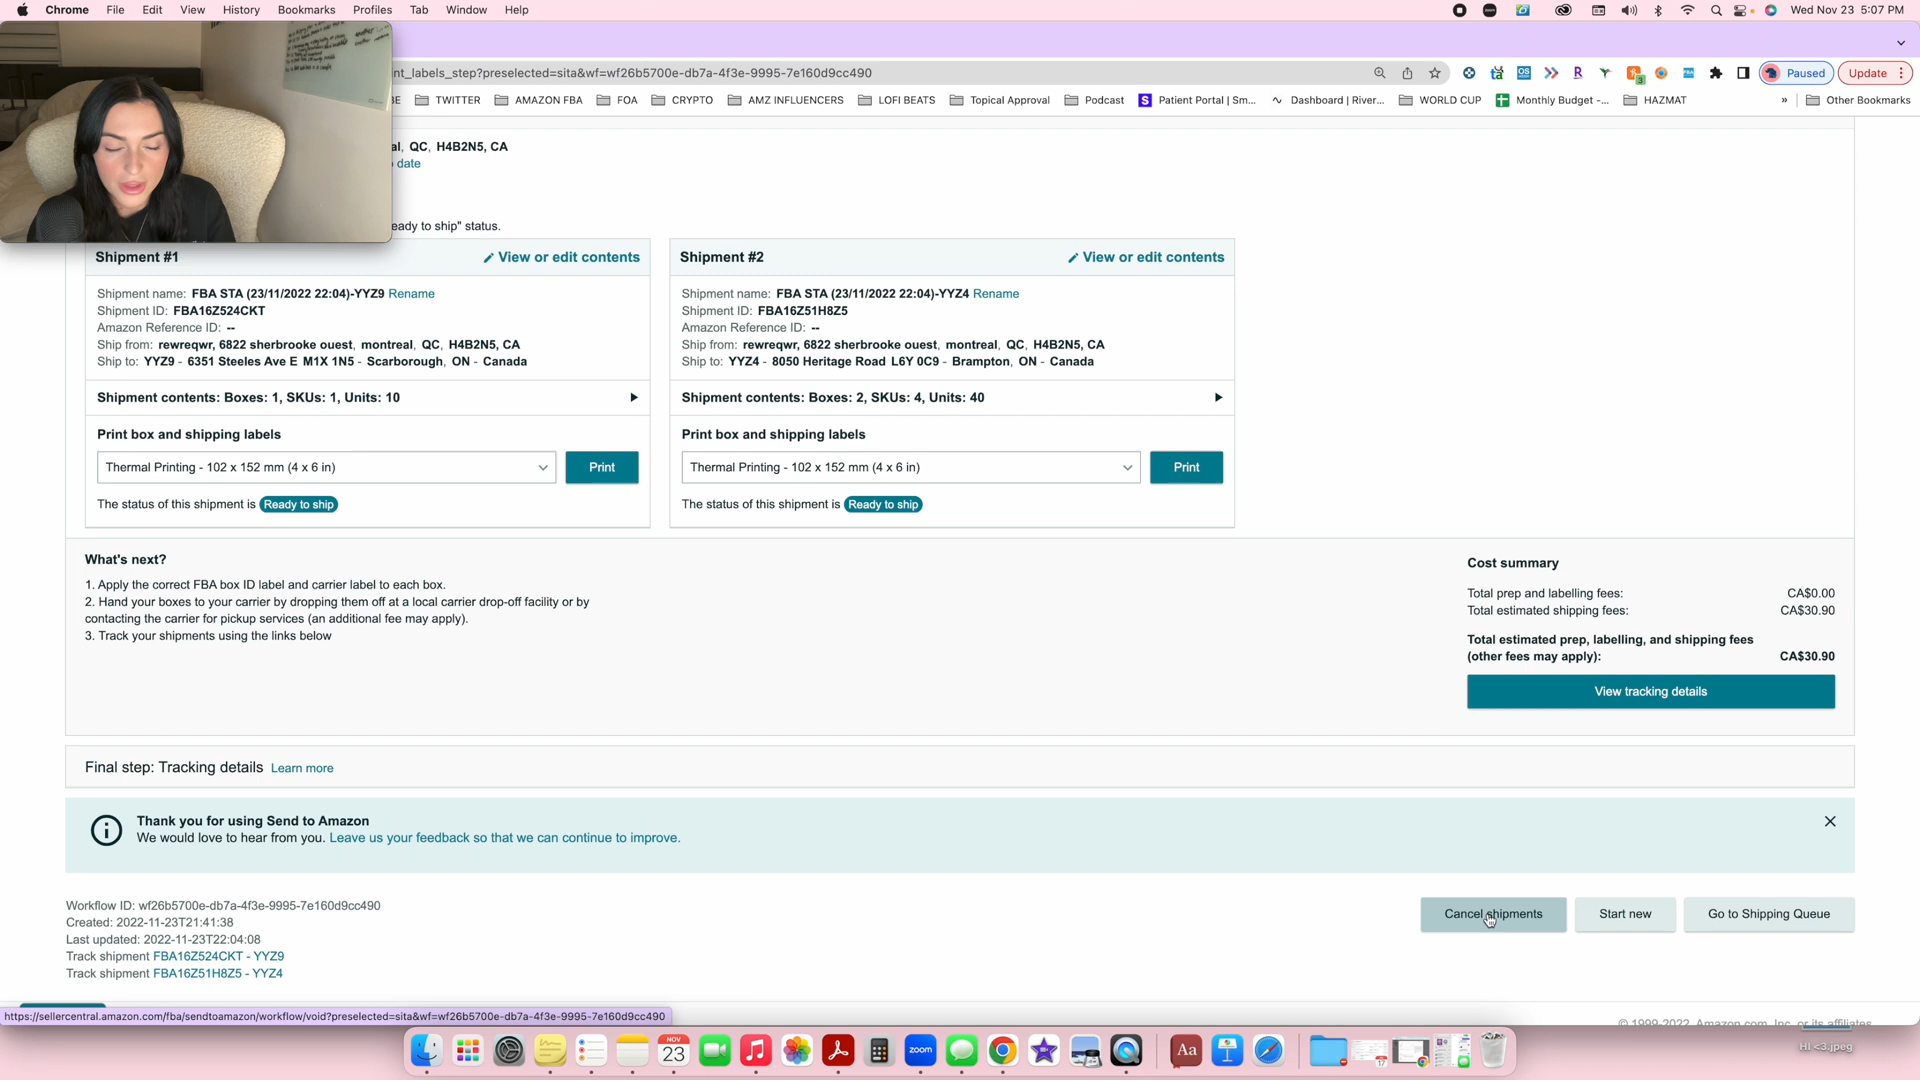 Chrome File Edit View History Bookmarks Profiles Tab Window Help
zoom
Wed Nov 23 5:07 PM
nt_labels_step?preselected=sita&wf=wf26b5700e-db7a-4f3e-9995-7e160d9cc490
OS R 3 Paused Update
BE TWITTER AMAZON FBA FOA CRYPTO AMZ INFLUENCERS LOFI BEATS Topical Approval Podcast S Patient Portal | Sm... Dashboard | River... WORLD CUP Monthly Budget -... HAZMAT » Other Bookmarks
al, QC, H4B2N5, CA
date
eady to ship" status.
Shipment #1 View or edit contents
Shipment name: FBA STA (23/11/2022 22:04)-YYZ9 Rename
Shipment ID: FBA16Z524CKT
Amazon Reference ID: --
Ship from: rewreqwr, 6822 sherbrooke ouest, montreal, QC, H4B2N5, CA
Ship to: YYZ9 - 6351 Steeles Ave E M1X 1N5 - Scarborough, ON - Canada
Shipment contents: Boxes: 1, SKUs: 1, Units: 10
Print box and shipping labels
Thermal Printing - 102 x 152 mm (4 x 6 in) Print
The status of this shipment is Ready to ship
Shipment #2 View or edit contents
Shipment name: FBA STA (23/11/2022 22:04)-YYZ4 Rename
Shipment ID: FBA16Z51H8Z5
Amazon Reference ID: --
Ship from: rewreqwr, 6822 sherbrooke ouest, montreal, QC, H4B2N5, CA
Ship to: YYZ4 - 8050 Heritage Road L6Y 0C9 - Brampton, ON - Canada
Shipment contents: Boxes: 2, SKUs: 4, Units: 40
Print box and shipping labels
Thermal Printing - 102 x 152 mm (4 x 6 in) Print
The status of this shipment is Ready to ship
What's next?
1. Apply the correct FBA box ID label and carrier label to each box.
2. Hand your boxes to your carrier by dropping them off at a local carrier drop-off facility or by
contacting the carrier for pickup services (an additional fee may apply).
3. Track your shipments using the links below
Cost summary
Total prep and labelling fees: CA$0.00
Total estimated shipping fees: CA$30.90
Total estimated prep, labelling, and shipping fees
(other fees may apply): CA$30.90
View tracking details
Final step: Tracking details Learn more
Thank you for using Send to Amazon
We would love to hear from you. Leave us your feedback so that we can continue to improve.
Workflow ID: wf26b5700e-db7a-4f3e-9995-7e160d9cc490
Created: 2022-11-23T21:41:38
Last updated: 2022-11-23T22:04:08
Track shipment FBA16Z524CKT - YYZ9
Track shipment FBA16Z51H8Z5 - YYZ4
Cancel shipments Start new Go to Shipping Queue
https://sellercentral.amazon.com/fba/sendtoamazon/workflow/void?preselected=sita&wf=wf26b5700e-db7a-4f3e-9995-7e160d9cc490
© 1999-2022, Amazon.com, Inc. or its affiliates
HI <3.jpeg
NOV
23
zoom
Aa
17